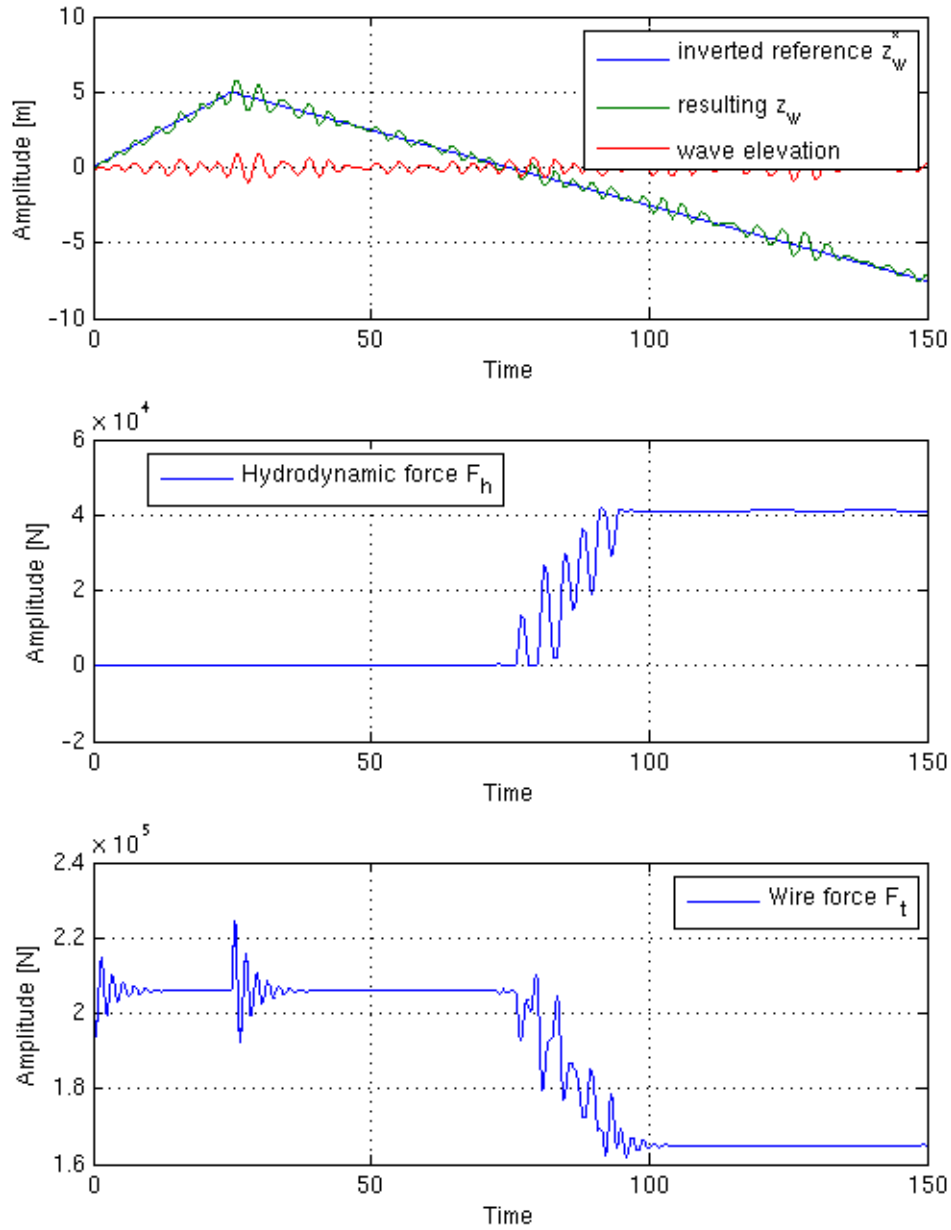 10
5
0
-5
-10
Amplitude [m]
inverted reference z*w
resulting zw
wave elevation
0 50 100 150
Time
× 10^4
6
4
2
0
-2
Amplitude [N]
Hydrodynamic force Fh
0 50 100 150
Time
× 10^5
2.4
2.2
2
1.8
1.6
Amplitude [N]
Wire force Ft
0 50 100 150
Time